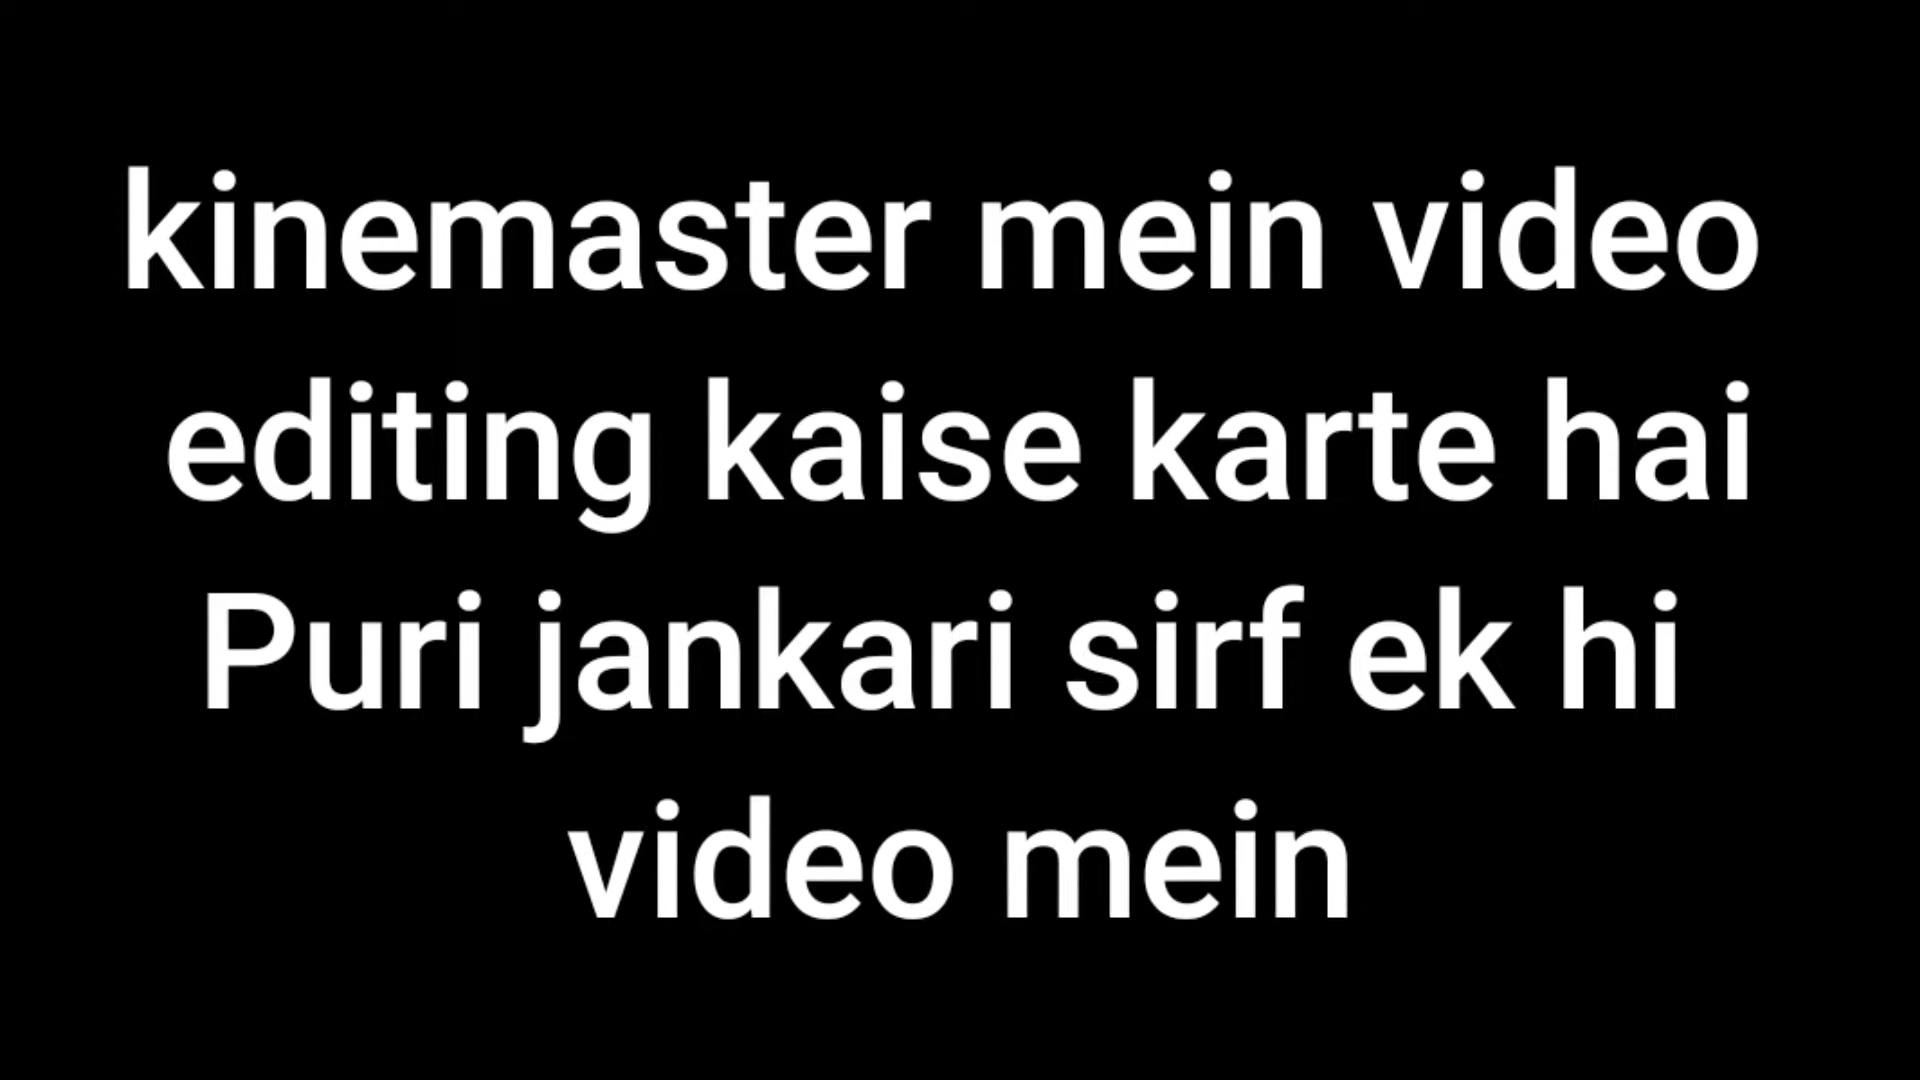 kinemaster mein video
editing kaise karte hai
Puri jankari sirf ek hi
video mein